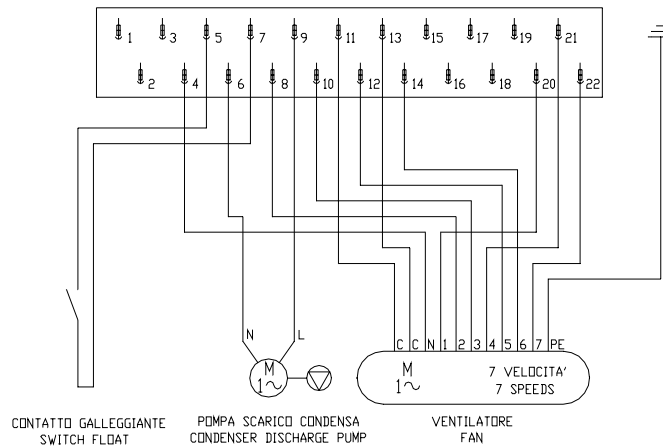 1 3 5 7 9 11 13 15 17 19 21
2 4 6 8 10 12 14 16 18 20 22
N L
C C N 1 2 3 4 5 6 7 PE
M
1~
M
1~
7 VELOCITA'
7 SPEEDS
CONTATTO GALLEGGIANTE
SWITCH FLOAT
POMPA SCARICO CONDENSA
CONDENSER DISCHARGE PUMP
VENTILATORE
FAN